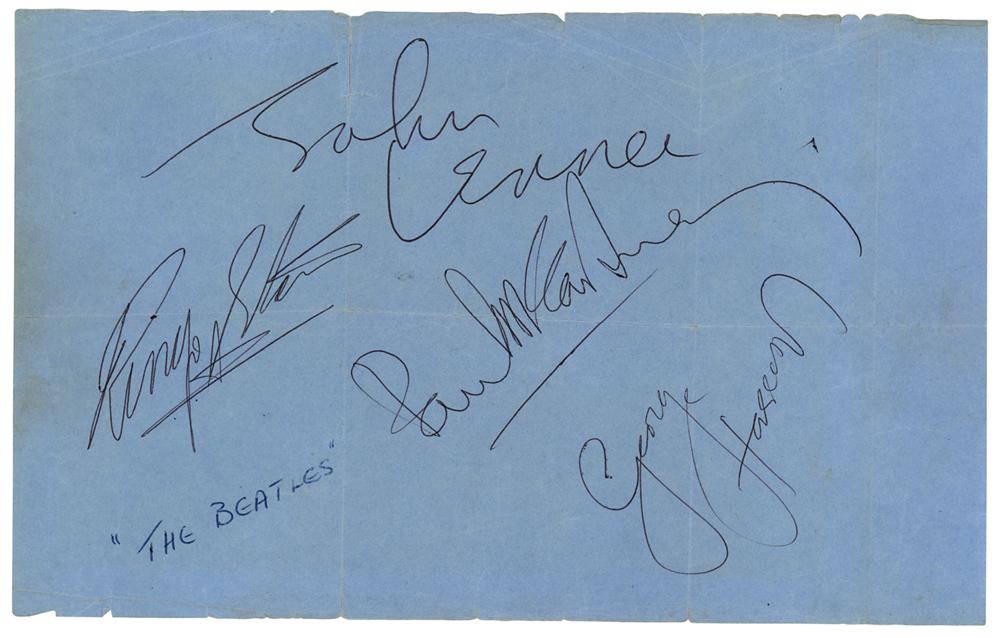 John
Lennon
Ringo Starr
Paul McCartney
George
Harrison
"THE BEATLES"